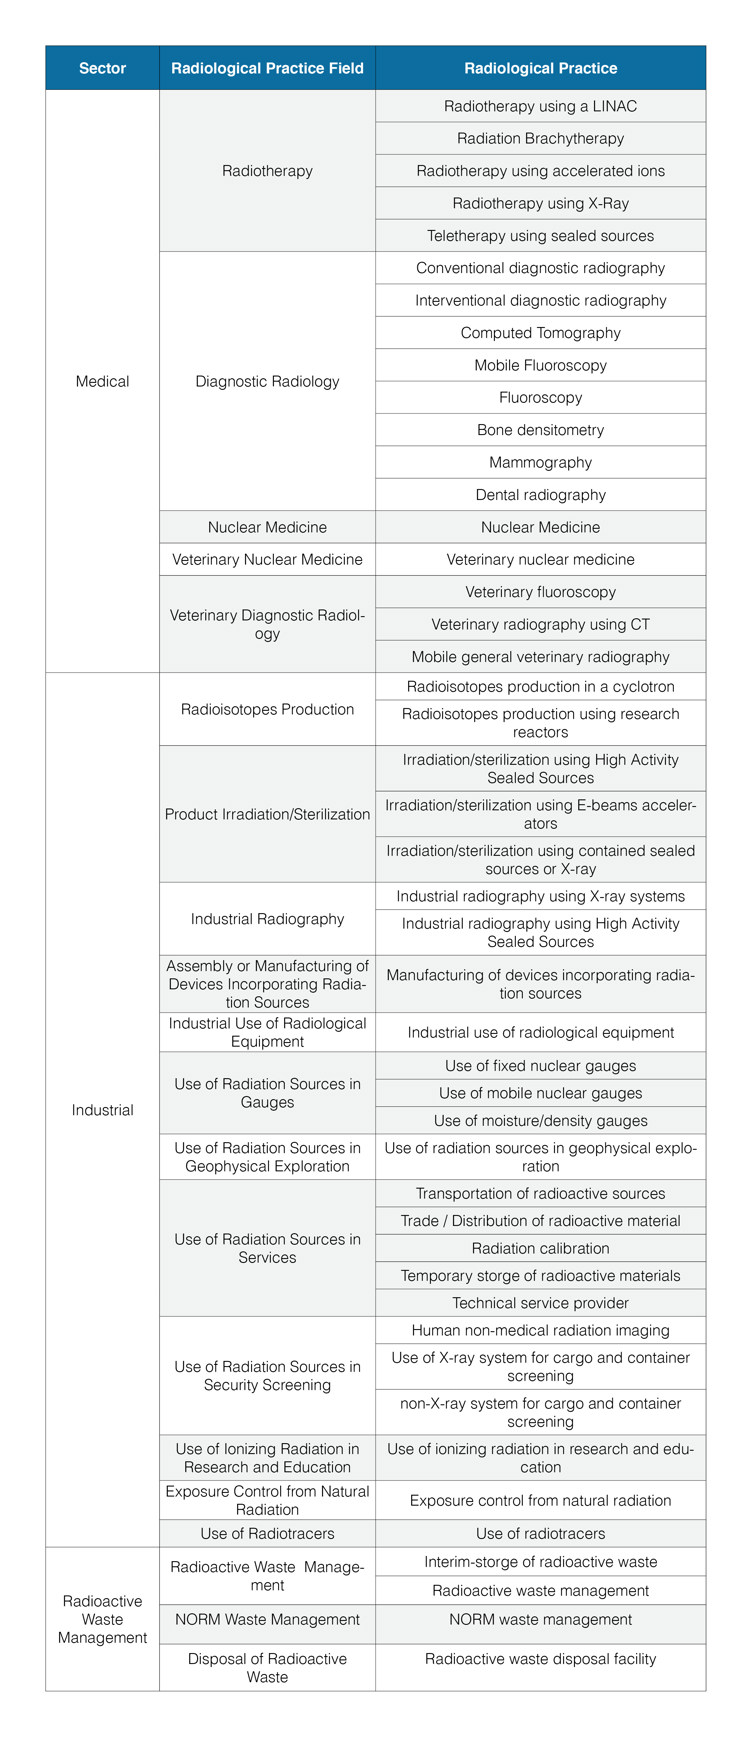 Sector Radiological Practice Field Radiological Practice
Medical
Radiotherapy
Radiotherapy using a LINAC
Radiation Brachytherapy
Radiotherapy using accelerated ions
Radiotherapy using X-Ray
Teletherapy using sealed sources
Diagnostic Radiology
Conventional diagnostic radiography
Interventional diagnostic radiography
Computed Tomography
Mobile Fluoroscopy
Fluoroscopy
Bone densitometry
Mammography
Dental radiography
Nuclear Medicine
Nuclear Medicine
Veterinary Nuclear Medicine
Veterinary nuclear medicine
Veterinary Diagnostic Radiol-
ogy
Veterinary fluoroscopy
Veterinary radiography using CT
Mobile general veterinary radiography
Industrial
Radioisotopes Production
Radioisotopes production in a cyclotron
Radioisotopes production using research
reactors
Product Irradiation/Sterilization
Irradiation/sterilization using High Activity
Sealed Sources
Irradiation/sterilization using E-beams acceler-
ators
Irradiation/sterilization using contained sealed
sources or X-ray
Industrial Radiography
Industrial radiography using X-ray systems
Industrial radiography using High Activity
Sealed Sources
Assembly or Manufacturing of
Devices Incorporating Radia-
tion Sources
Manufacturing of devices incorporating radia-
tion sources
Industrial Use of Radiological
Equipment
Industrial use of radiological equipment
Use of Radiation Sources in
Gauges
Use of fixed nuclear gauges
Use of mobile nuclear gauges
Use of moisture/density gauges
Use of Radiation Sources in
Geophysical Exploration
Use of radiation sources in geophysical explo-
ration
Use of Radiation Sources in
Services
Transportation of radioactive sources
Trade / Distribution of radioactive material
Radiation calibration
Temporary storge of radioactive materials
Technical service provider
Use of Radiation Sources in
Security Screening
Human non-medical radiation imaging
Use of X-ray system for cargo and container
screening
non-X-ray system for cargo and container
screening
Use of Ionizing Radiation in
Research and Education
Use of ionizing radiation in research and edu-
cation
Exposure Control from Natural
Radiation
Exposure control from natural radiation
Use of Radiotracers
Use of radiotracers
Radioactive
Waste
Management
Radioactive Waste Manage-
ment
Interim-storge of radioactive waste
Radioactive waste management
NORM Waste Management
NORM waste management
Disposal of Radioactive
Waste
Radioactive waste disposal facility